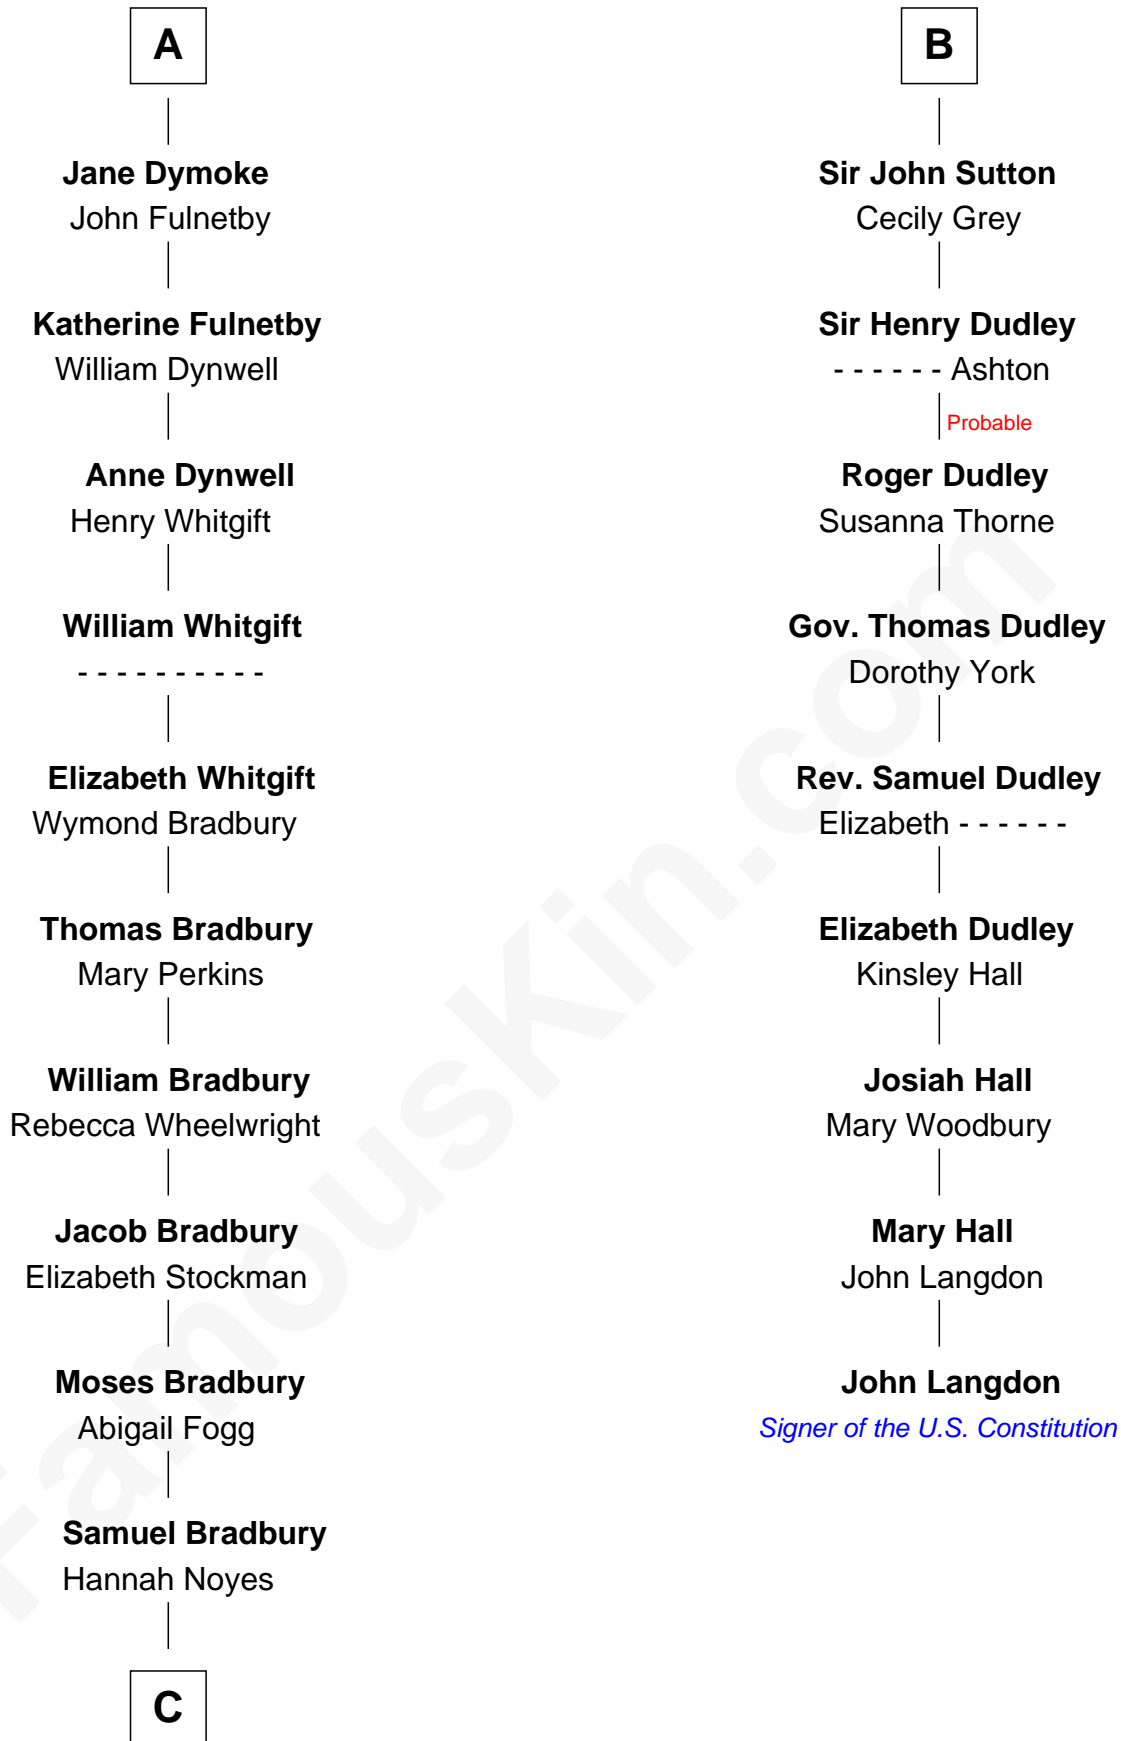 A
Jane Dymoke
John Fulnetby
Katherine Fulnetby
William Dynwell
Anne Dynwell
Henry Whitgift
William Whitgift
- - - - - - - - - -
Elizabeth Whitgift
Wymond Bradbury
Thomas Bradbury
Mary Perkins
William Bradbury
Rebecca Wheelwright
Jacob Bradbury
Elizabeth Stockman
Moses Bradbury
Abigail Fogg
Samuel Bradbury
Hannah Noyes
C
B
Sir John Sutton
Cecily Grey
Sir Henry Dudley
- - - - - - Ashton
Probable
Roger Dudley
Susanna Thorne
Gov. Thomas Dudley
Dorothy York
Rev. Samuel Dudley
Elizabeth - - - - - -
Elizabeth Dudley
Kinsley Hall
Josiah Hall
Mary Woodbury
Mary Hall
John Langdon
John Langdon
Signer of the U.S. Constitution
FamousKin.com